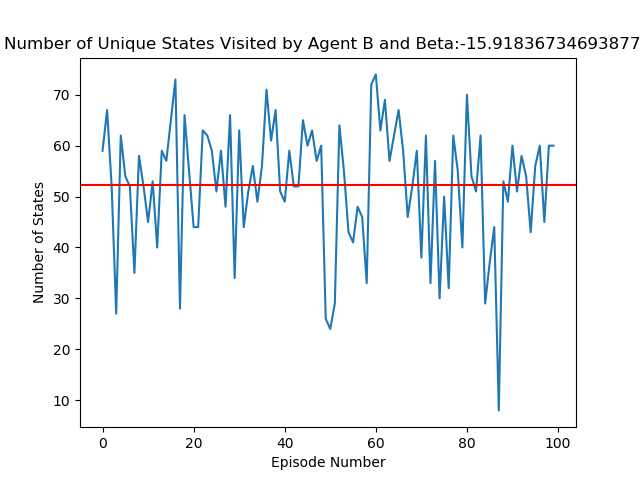 Number of Unique States Visited by Agent B and Beta:-15.91836734693877
70
60
50
40
30
20
10
Number of States
0 20 40 60 80 100
Episode Number